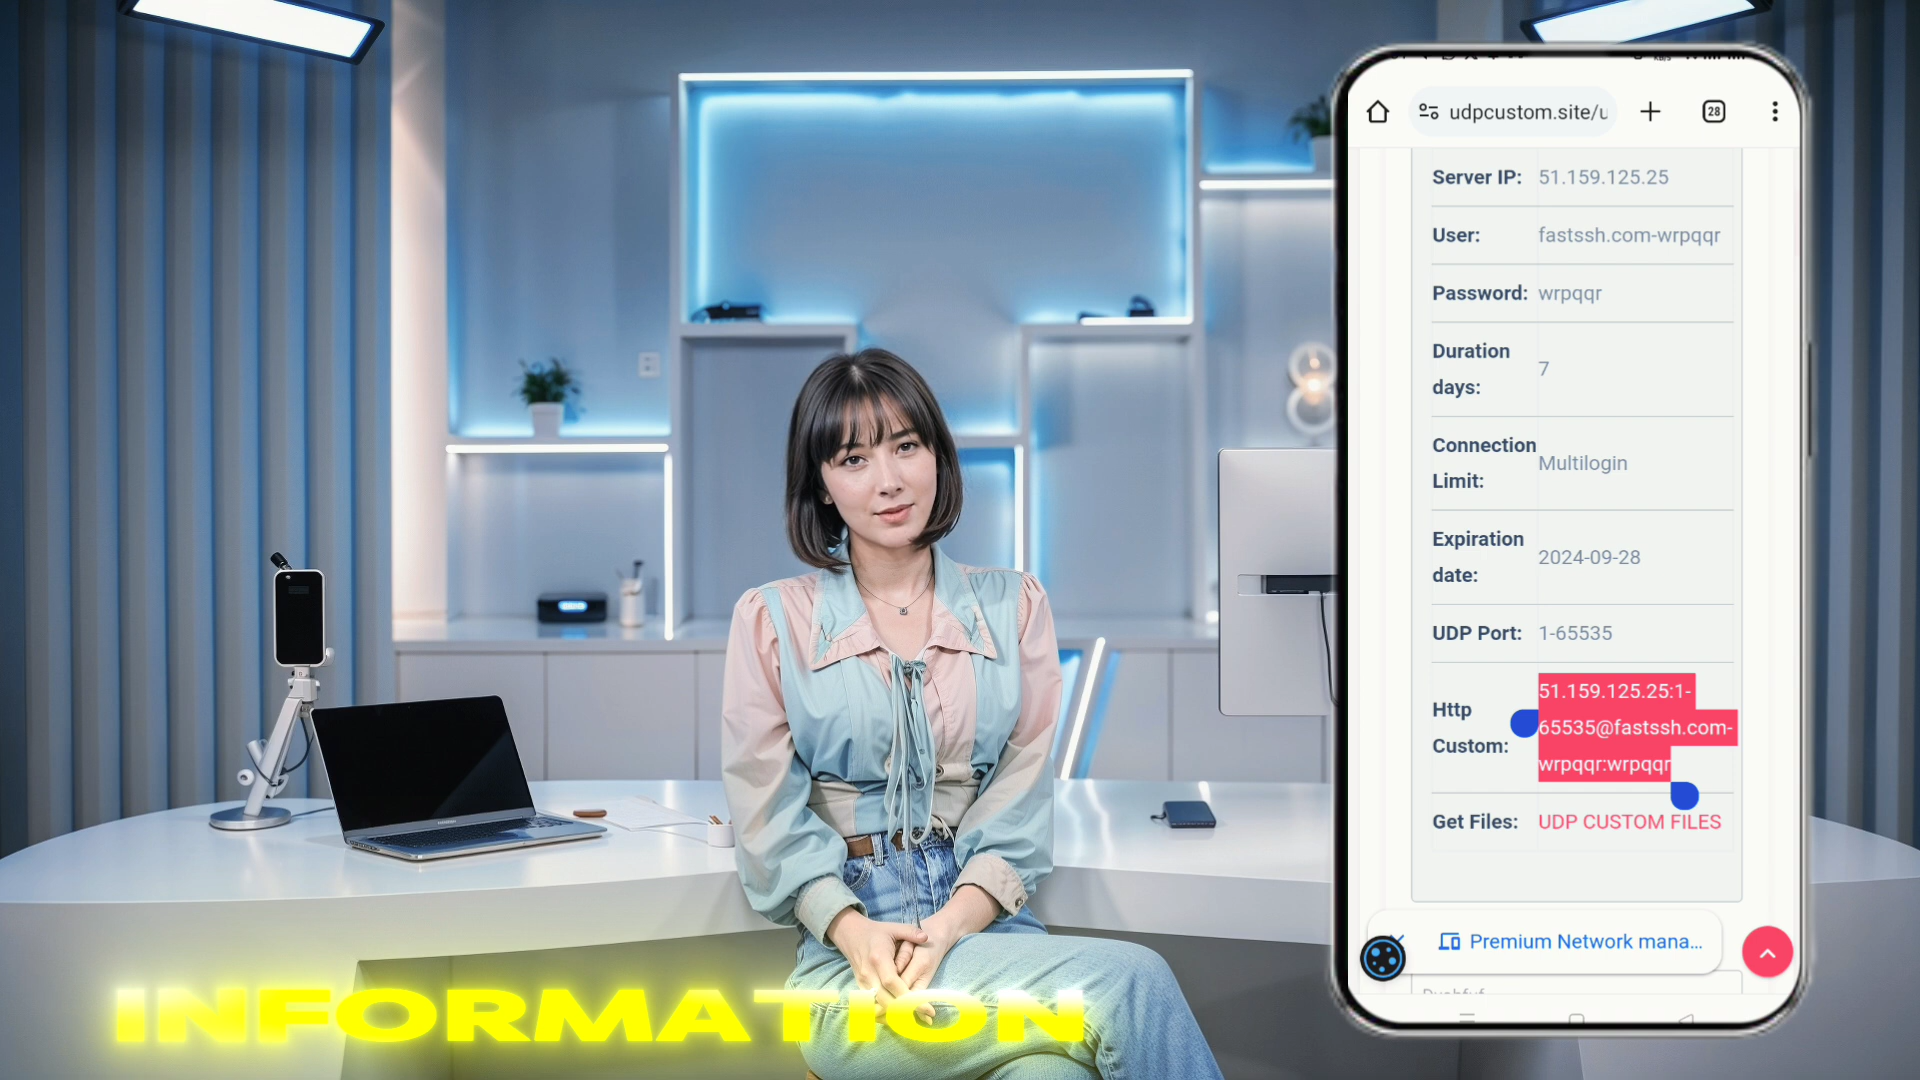 28
udpcustom.site/u
Server IP: 51.159.125.25
User: fastssh.com-wrpqqr
Password: wrpqqr
Duration
days:
7
Connection
Limit:
Multilogin
Expiration
date:
2024-09-28
UDP Port: 1-65535
Http
Custom:
51.159.125.25:1-
65535@fastssh.com-
wrpqqr:wrpqqr
Get Files: UDP CUSTOM FILES
Premium Network mana...
INFORMATION